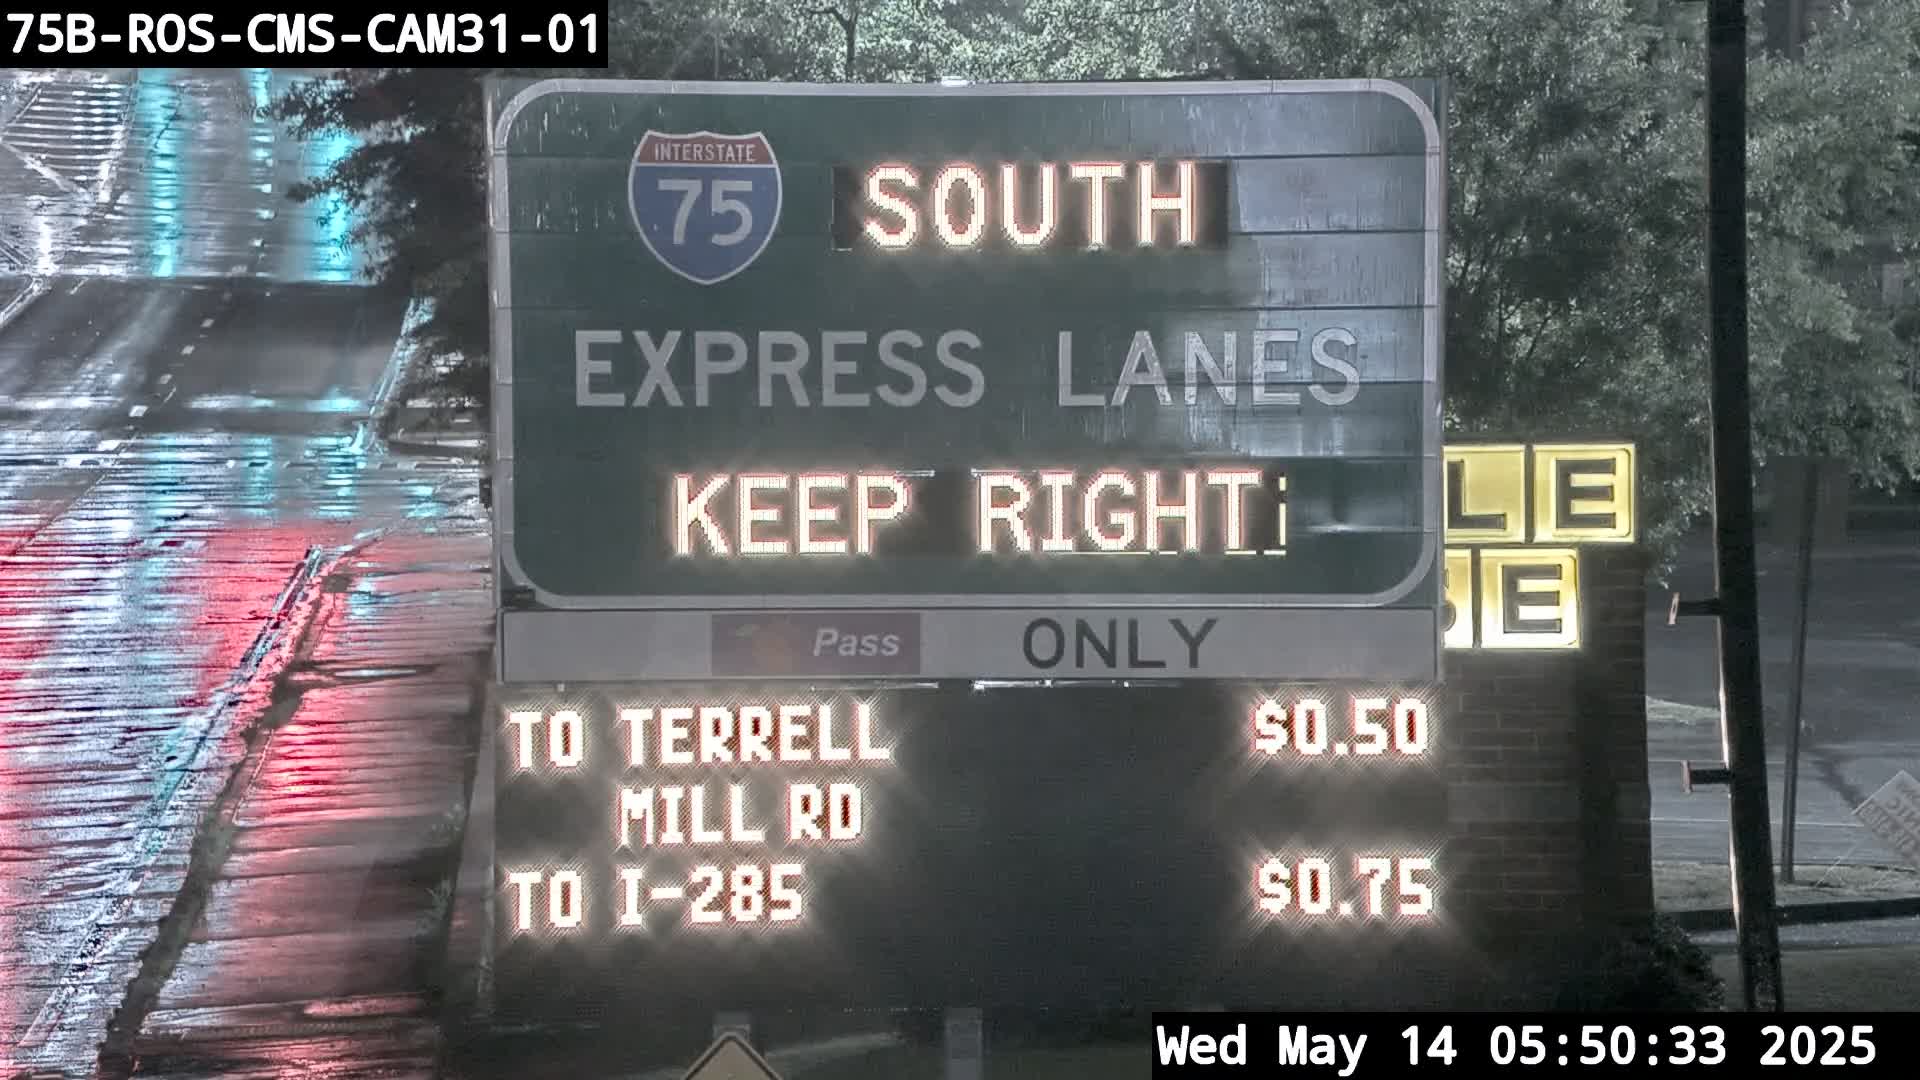 75B-ROS-CMS-CAM31-01
INTERSTATE
75
SOUTH
EXPRESS LANES
KEEP RIGHT
Pass
ONLY
TO TERRELL $0.50
MILL RD
TO I-285 $0.75
LE
E
Wed May 14 05:50:33 2025